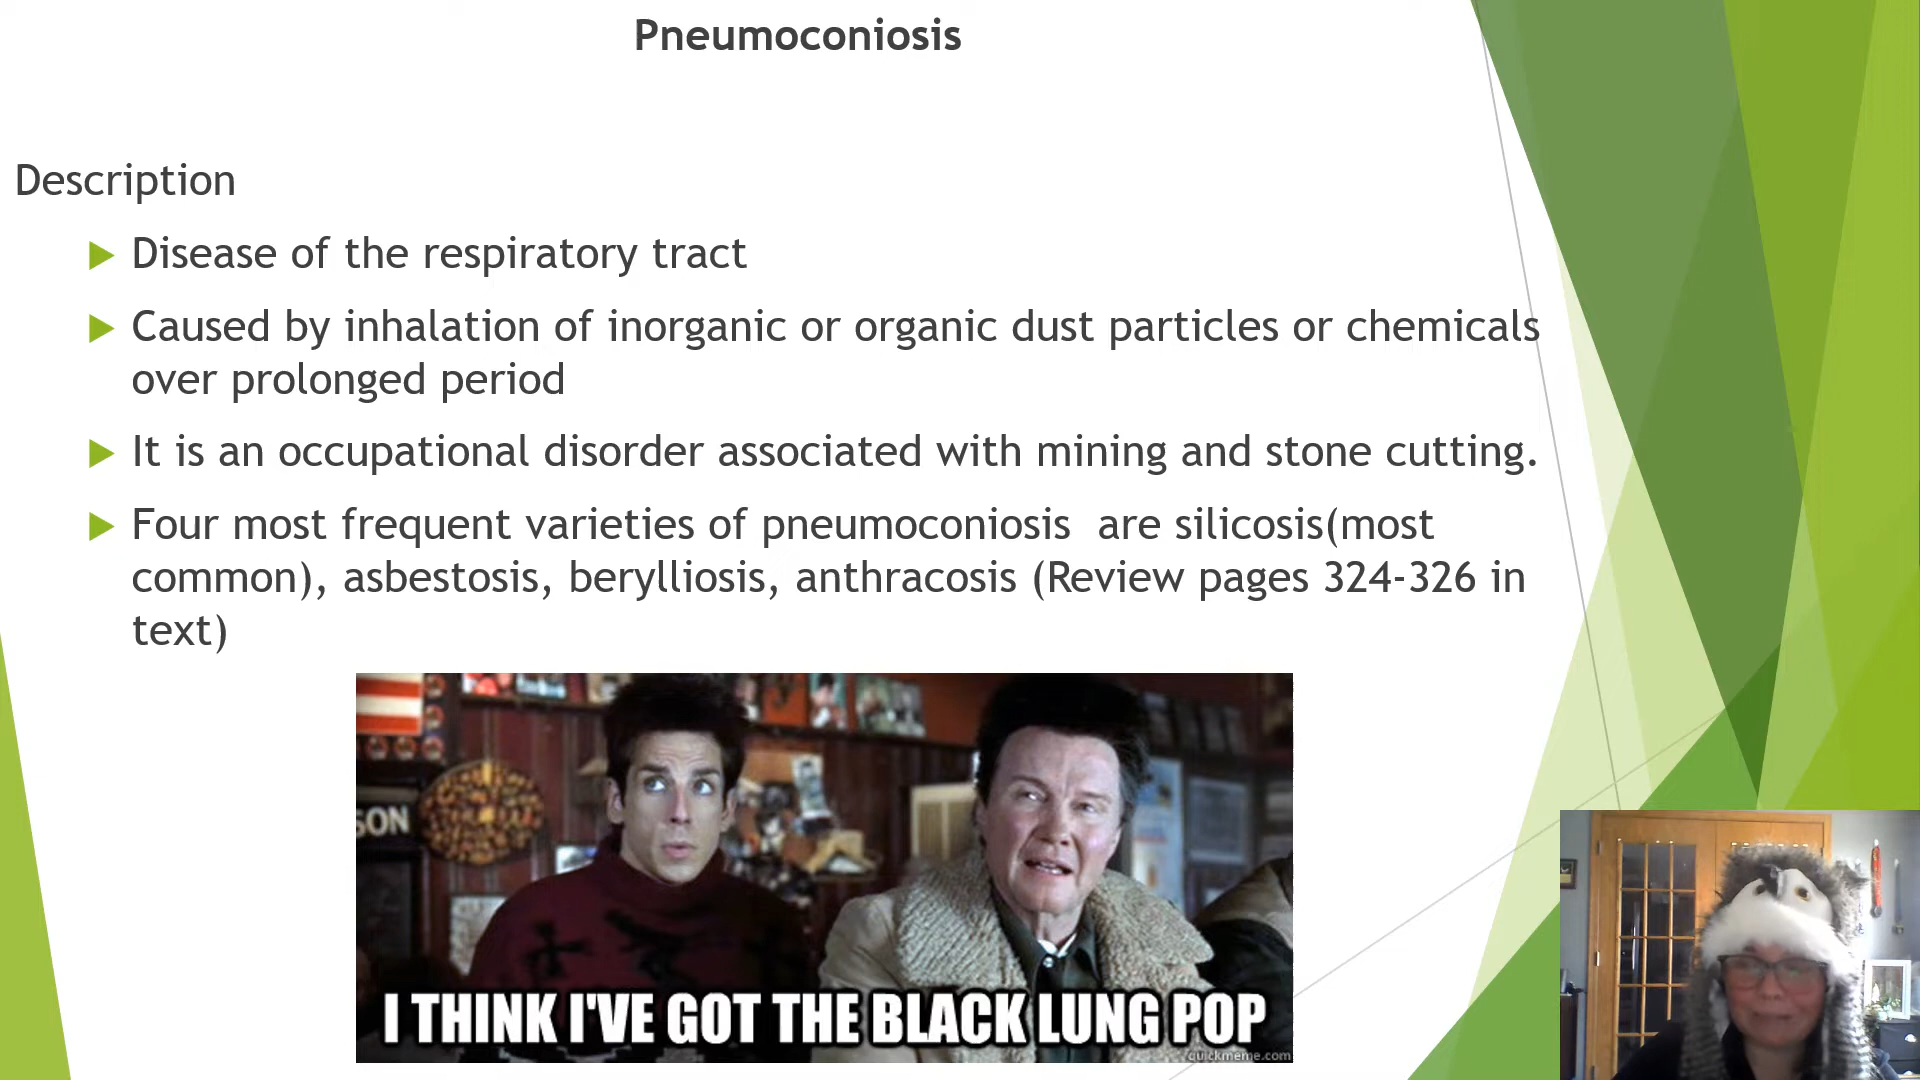 Pneumoconiosis
Description
Disease of the respiratory tract
Caused by inhalation of inorganic or organic dust particles or chemicals
over prolonged period
It is an occupational disorder associated with mining and stone cutting.
Four most frequent varieties of pneumoconiosis  are silicosis(most
common), asbestosis, berylliosis, anthracosis (Review pages 324-326 in
text)
SON
I THINK I'VE GOT THE BLACK LUNG POP
quickmeme.com